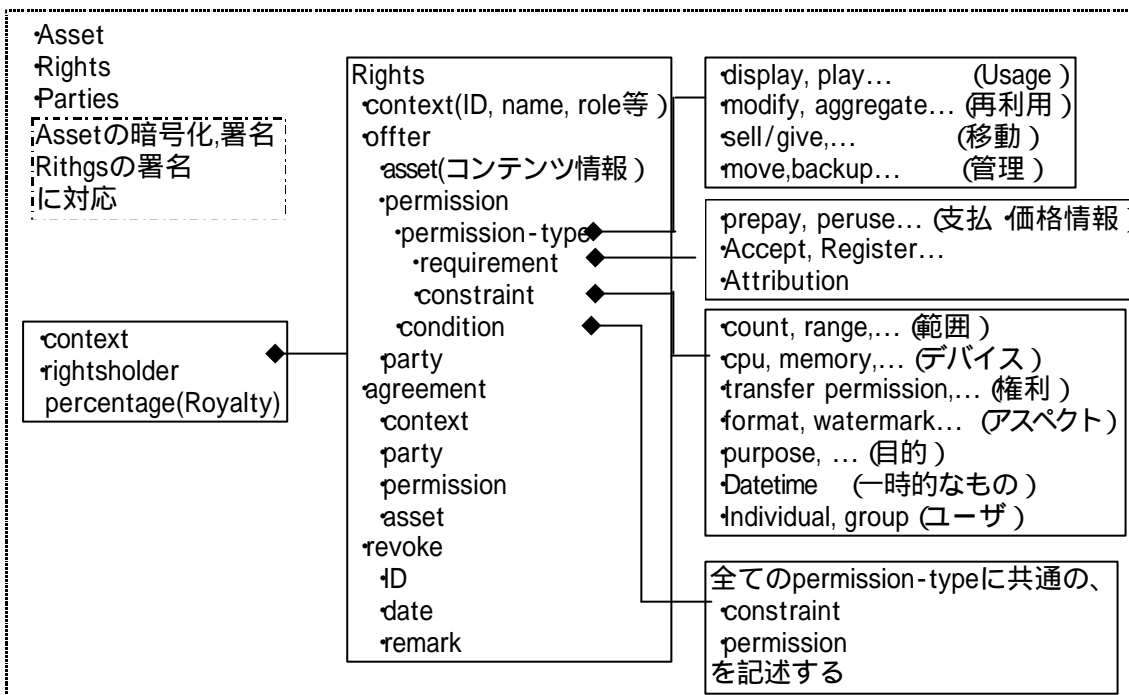 ・Asset
・Rights
・Parties
Assetの暗号化,署名
Rithgsの署名
に対応
・context
・rightsholder
percentage(Royalty)
Rights
・context(ID, name, role等）
・offter
・asset(コンテンツ情報）
・permission
・permission-type
・requirement
・constraint
・condition
・party
・agreement
・context
・party
・permission
・asset
・revoke
・ID
・date
・remark
・display, play… (Usage）
・modify, aggregate… (再利用）
・sell/give,… (移動）
・move,backup… (管理）
・prepay, peruse… (支払・価格情報）
・Accept, Register…
・Attribution
・count, range,… (範囲）
・cpu, memory,… (デバイス）
・transfer permission,… (権利）
・format, watermark… (アスペクト）
・purpose, … (目的）
・Datetime (一時的なもの）
・Individual, group (ユーザ）
全てのpermission-typeに共通の、
・constraint
・permission
を記述する